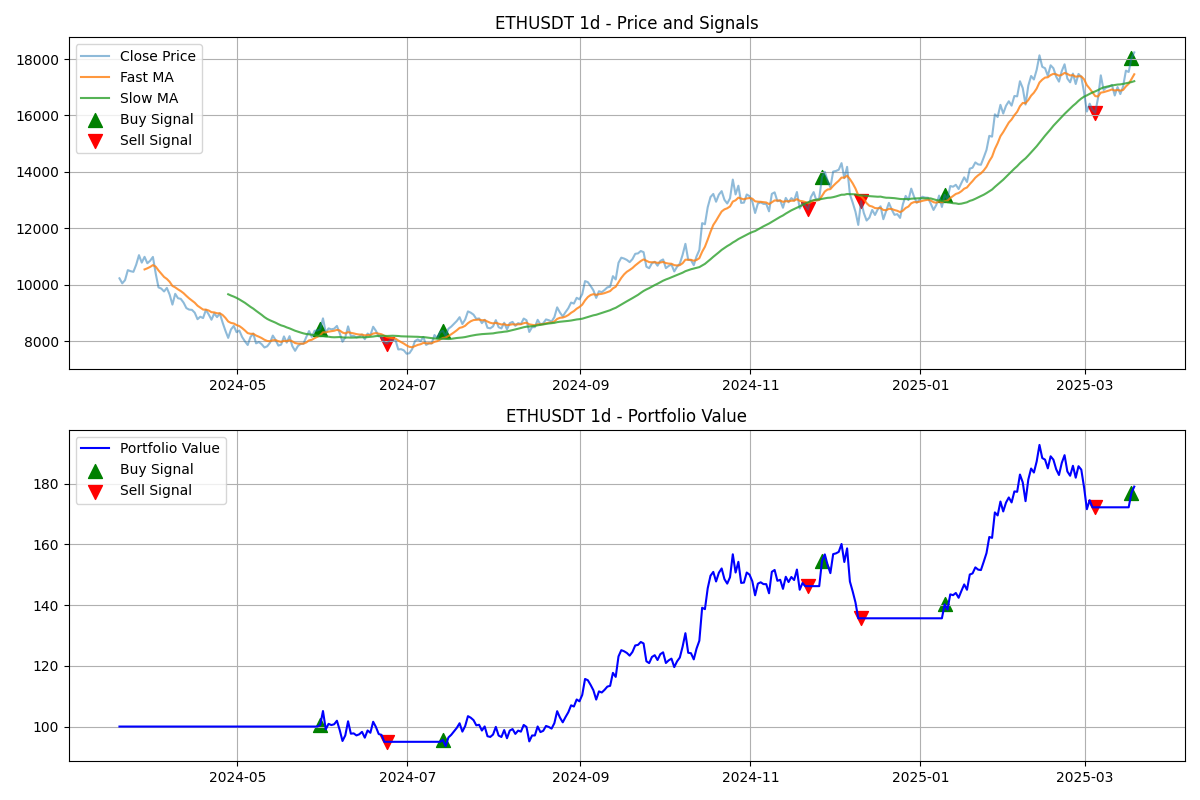 ETHUSDT 1d - Price and Signals
18000
16000
14000
12000
10000
8000
Close Price
Fast MA
Slow MA
Buy Signal
Sell Signal
2024-05
2024-07
2024-09
2024-11
2025-01
2025-03
ETHUSDT 1d - Portfolio Value
180
160
140
120
100
Portfolio Value
Buy Signal
Sell Signal
2024-05
2024-07
2024-09
2024-11
2025-01
2025-03